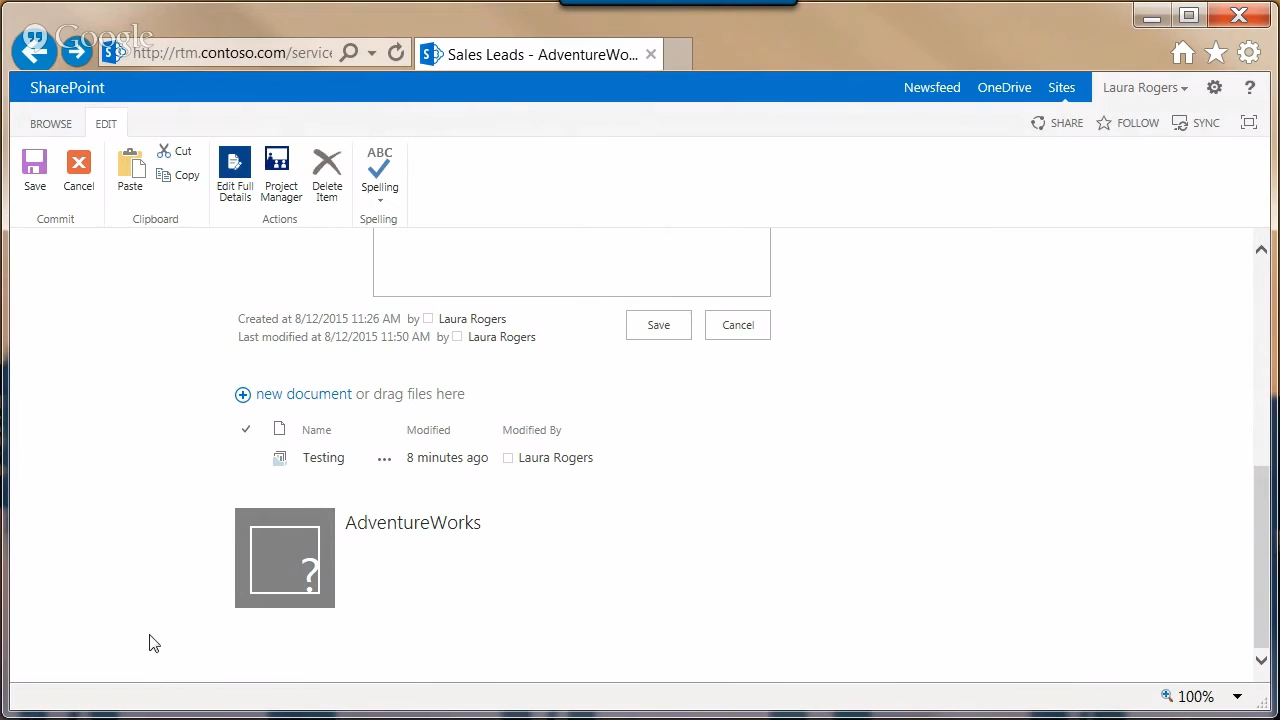 Google
http://rtm.contoso.com/service
Sales Leads - AdventureWo...
SharePoint
Newsfeed
OneDrive
Sites
Laura Rogers
?
BROWSE
EDIT
SHARE
FOLLOW
SYNC
Save
Cancel
Paste
Cut
Copy
Edit Full
Details
Project
Manager
Delete
Item
ABC
Spelling
Commit
Clipboard
Actions
Spelling
Created at 8/12/2015 11:26 AM by Laura Rogers
Last modified at 8/12/2015 11:50 AM by Laura Rogers
Save
Cancel
new document or drag files here
Name
Modified
Modified By
Testing
...
8 minutes ago
Laura Rogers
?
AdventureWorks
100%